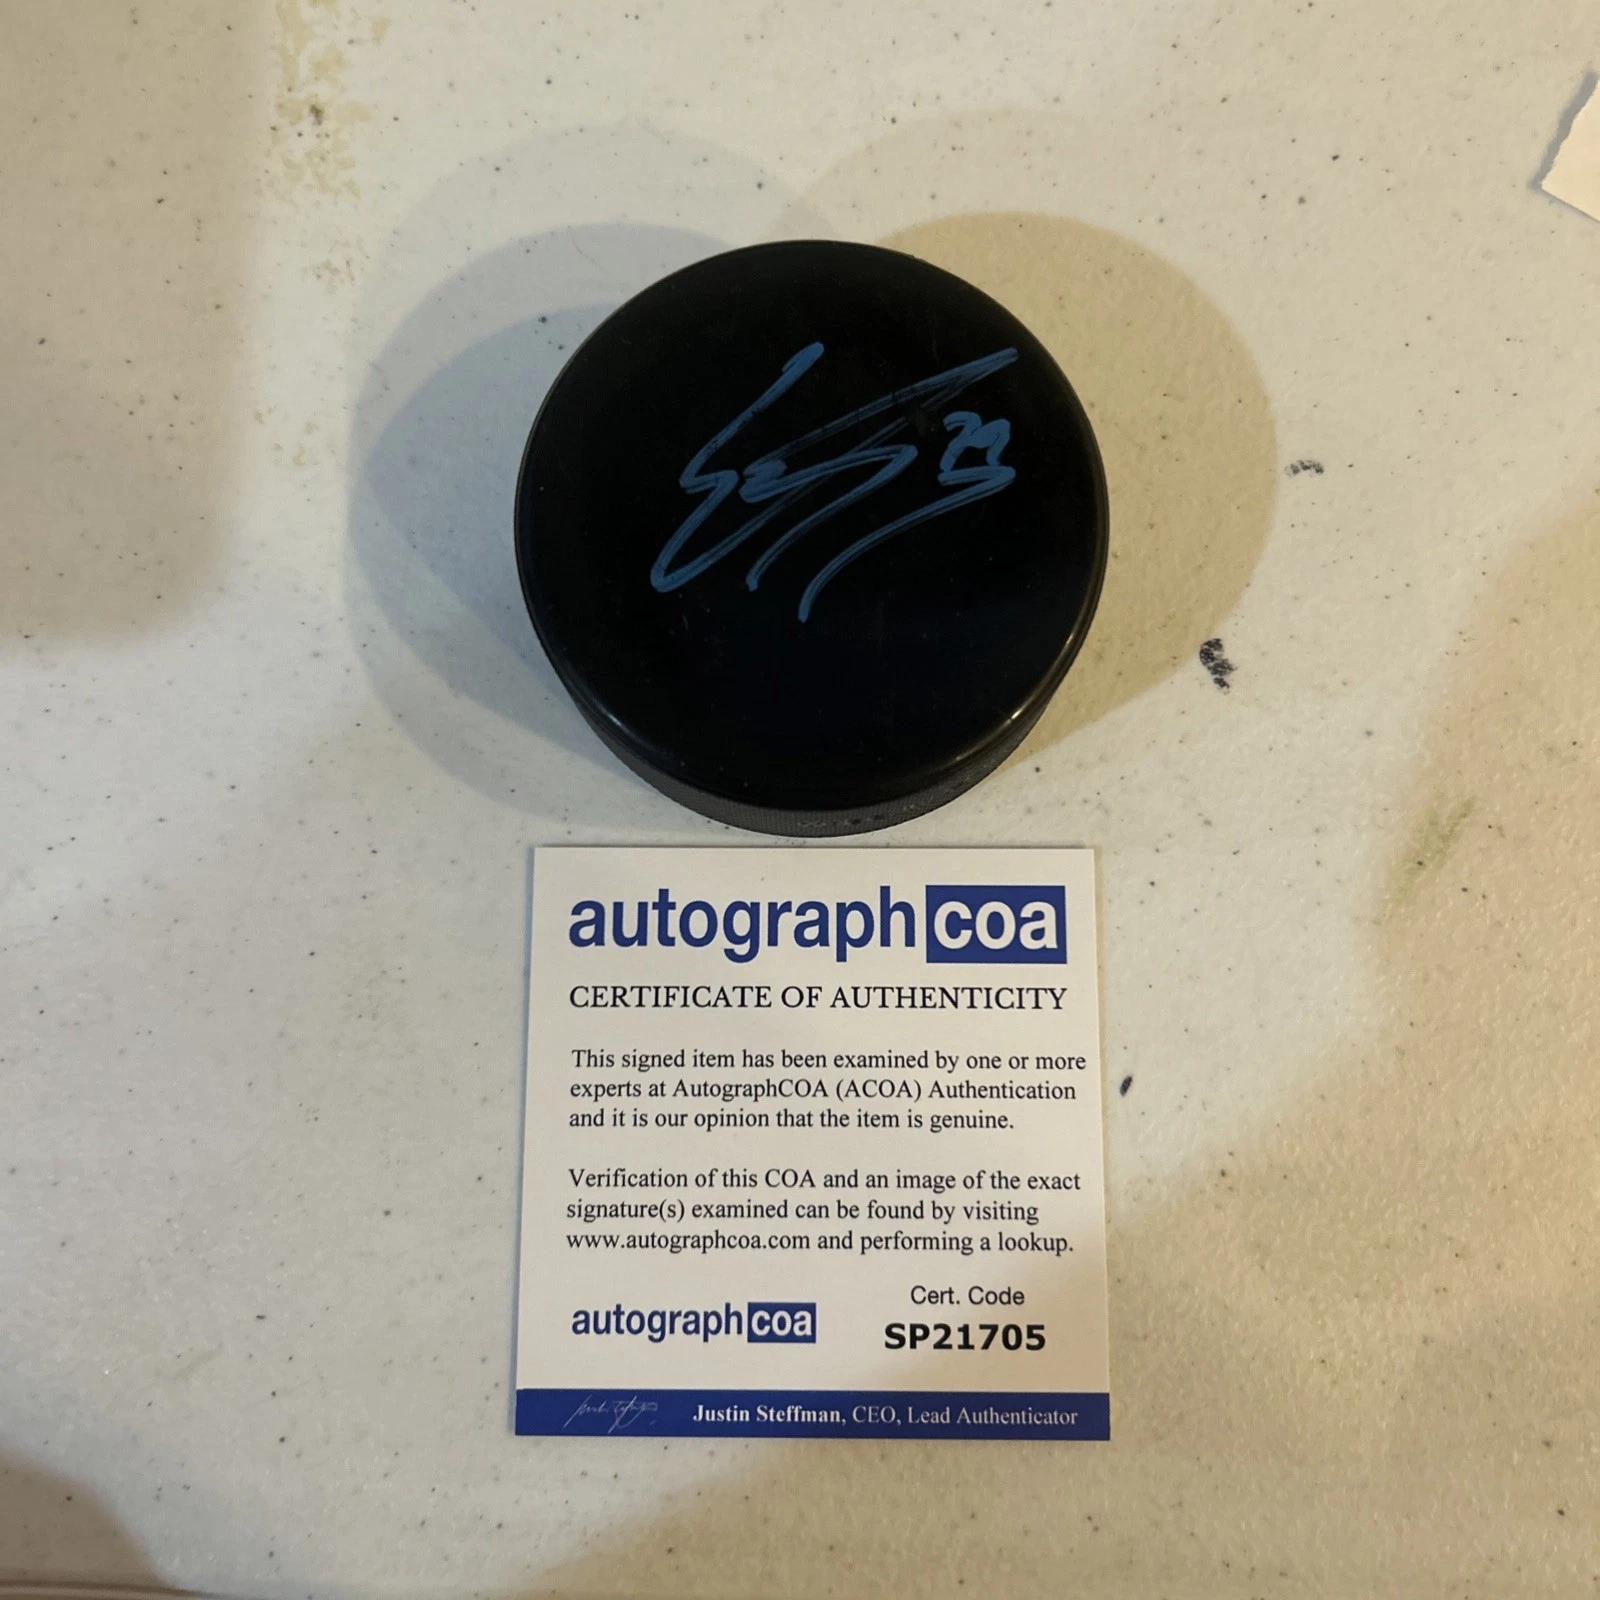 29
autographcoa
CERTIFICATE OF AUTHENTICITY
This signed item has been examined by one or more
experts at AutographCOA (ACOA) Authentication
and it is our opinion that the item is genuine.
Verification of this COA and an image of the exact
signature(s) examined can be found by visiting
www.autographcoa.com and performing a lookup.
Cert. Code
autographcoa SP21705
Justin Steffman, CEO, Lead Authenticator